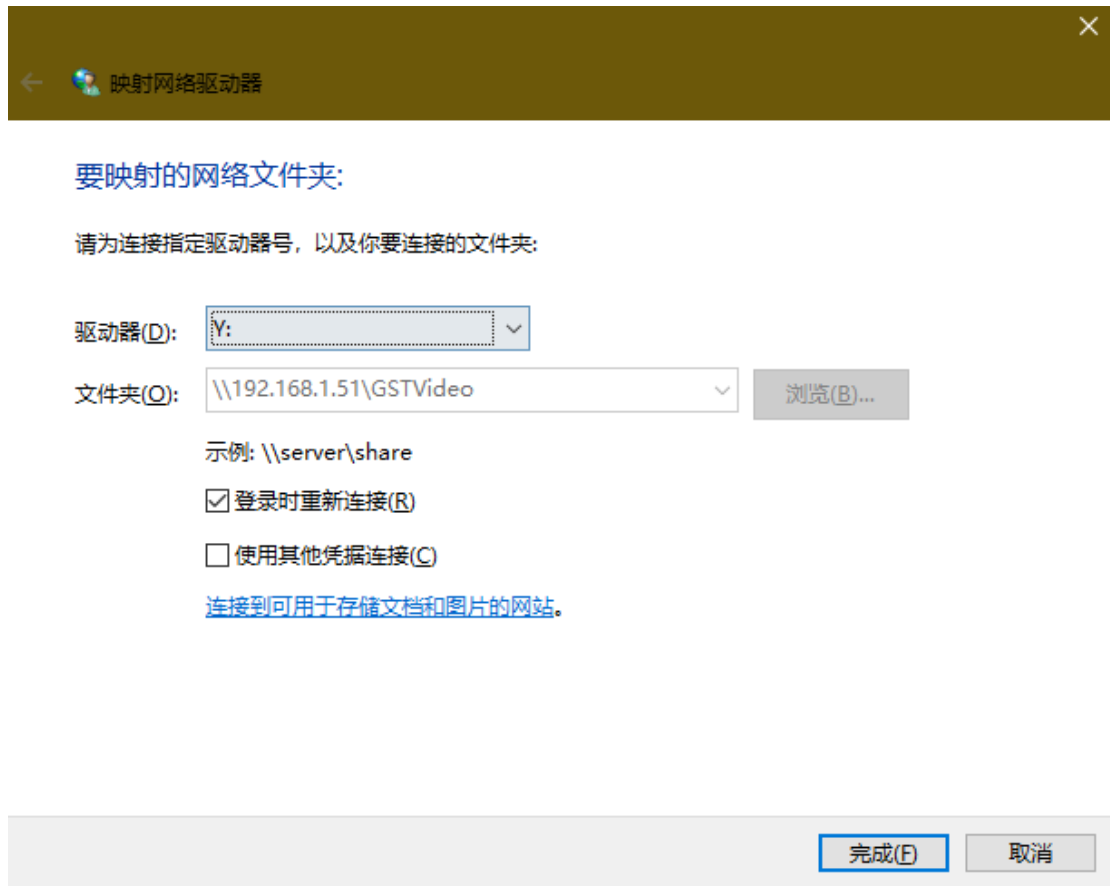 映射网络驱动器
要映射的网络文件夹:
请为连接指定驱动器号，以及你要连接的文件夹:
驱动器(D): Y:
文件夹(O): \\192.168.1.51\GSTVideo 浏览(B)...
示例: \\server\share
登录时重新连接(R)
使用其他凭据连接(C)
连接到可用于存储文档和图片的网站。
完成(F) 取消